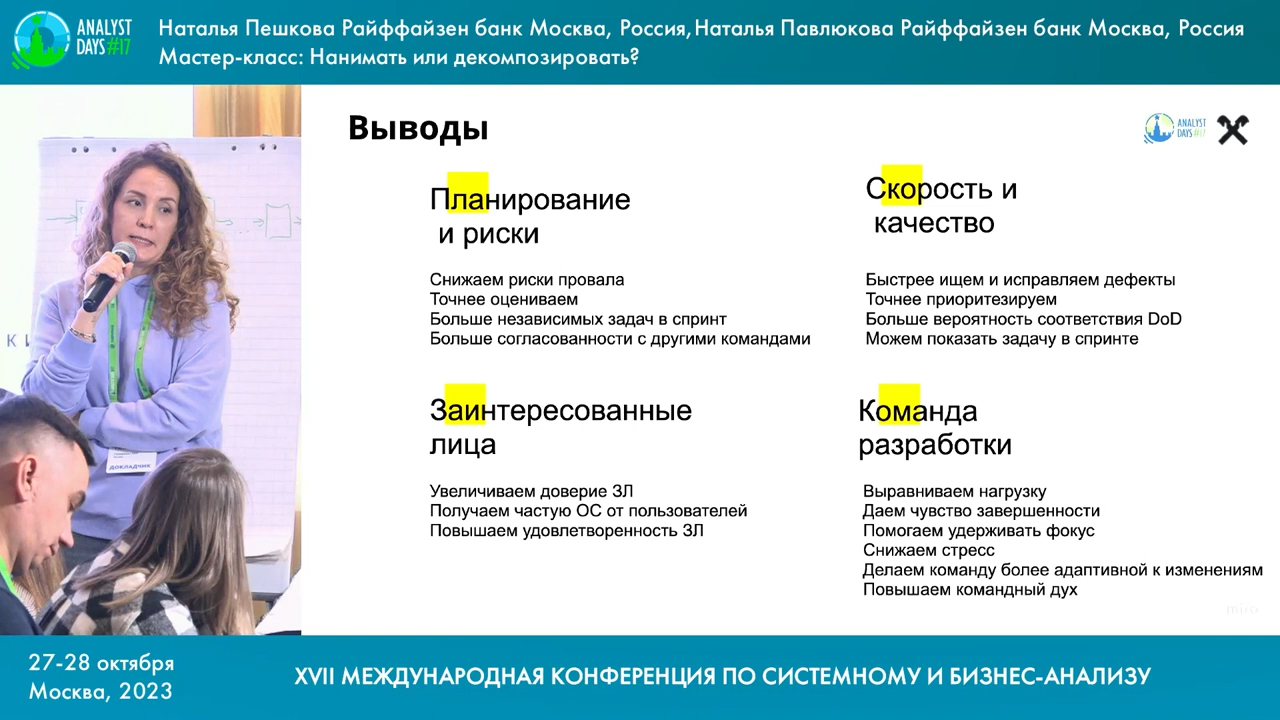 ANALYST
DAYS#17
Наталья Пешкова Райффайзен банк Москва, Россия,Наталья Павлюкова Райффайзен банк Москва, Россия
Мастер-класс: Нанимать или декомпозировать?
Выводы
ANALYST
DAYS#17
Планирование
и риски
Снижаем риски провала
Точнее оцениваем
Больше независимых задач в спринт
Больше согласованности с другими командами
Скорость и
качество
Быстрее ищем и исправляем дефекты
Точнее приоритезируем
Больше вероятность соответствия DoD
Можем показать задачу в спринте
Заинтересованные
лица
Увеличиваем доверие ЗЛ
Получаем частую ОС от пользователей
Повышаем удовлетворенность ЗЛ
Команда
разработки
Выравниваем нагрузку
Даем чувство завершенности
Помогаем удерживать фокус
Снижаем стресс
Делаем команду более адаптивной к изменениям
Повышаем командный дух
miro
ДОКЛАДЧИК
27-28 октября
Москва, 2023
XVII МЕЖДУНАРОДНАЯ КОНФЕРЕНЦИЯ ПО СИСТЕМНОМУ И БИЗНЕС-АНАЛИЗУ